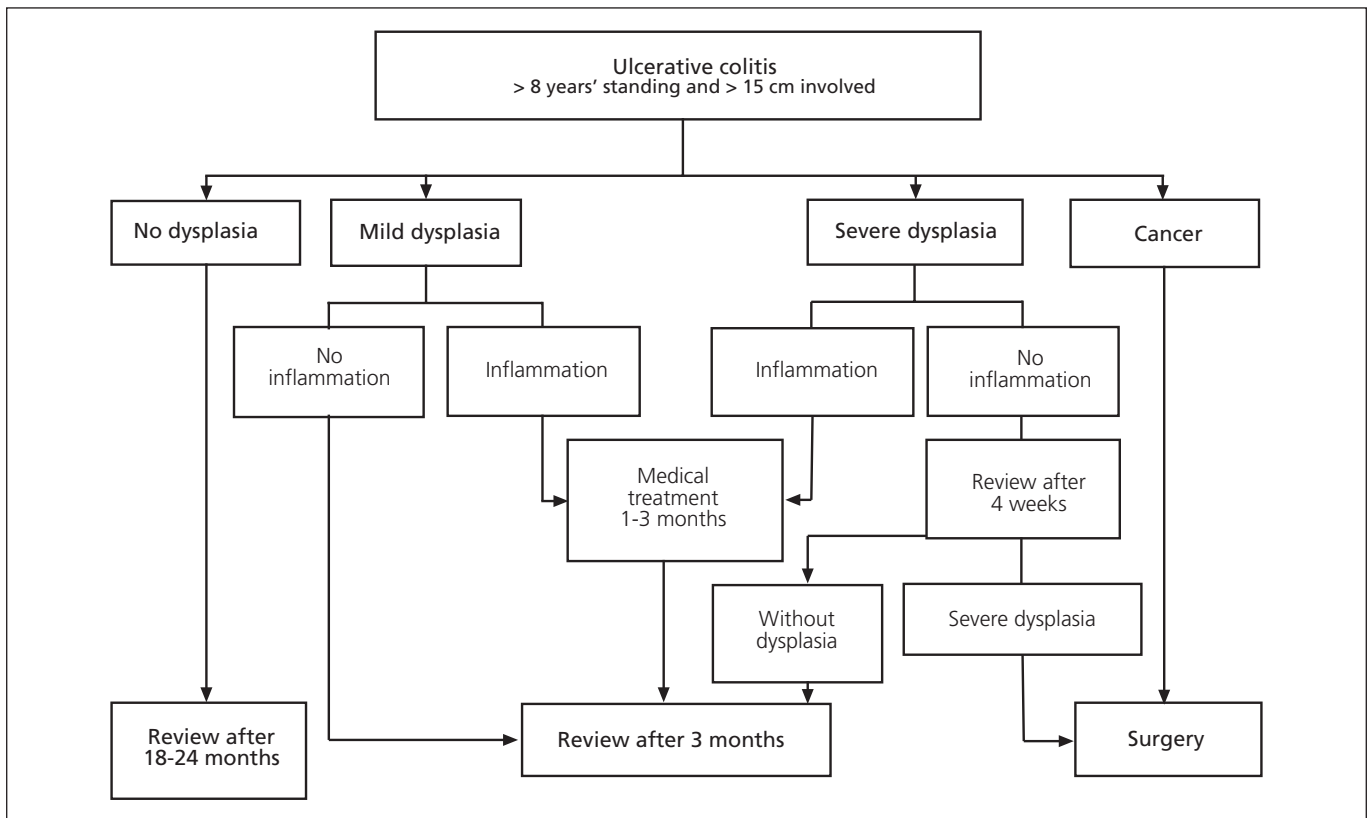 Ulcerative colitis
> 8 years’ standing and > 15 cm involved
No dysplasia
Mild dysplasia
Severe dysplasia
Cancer
No
inflammation
Inflammation
Inflammation
No
inflammation
Medical
treatment
1-3 months
Review after
4 weeks
Without
dysplasia
Severe dysplasia
Review after
18-24 months
Review after 3 months
Surgery